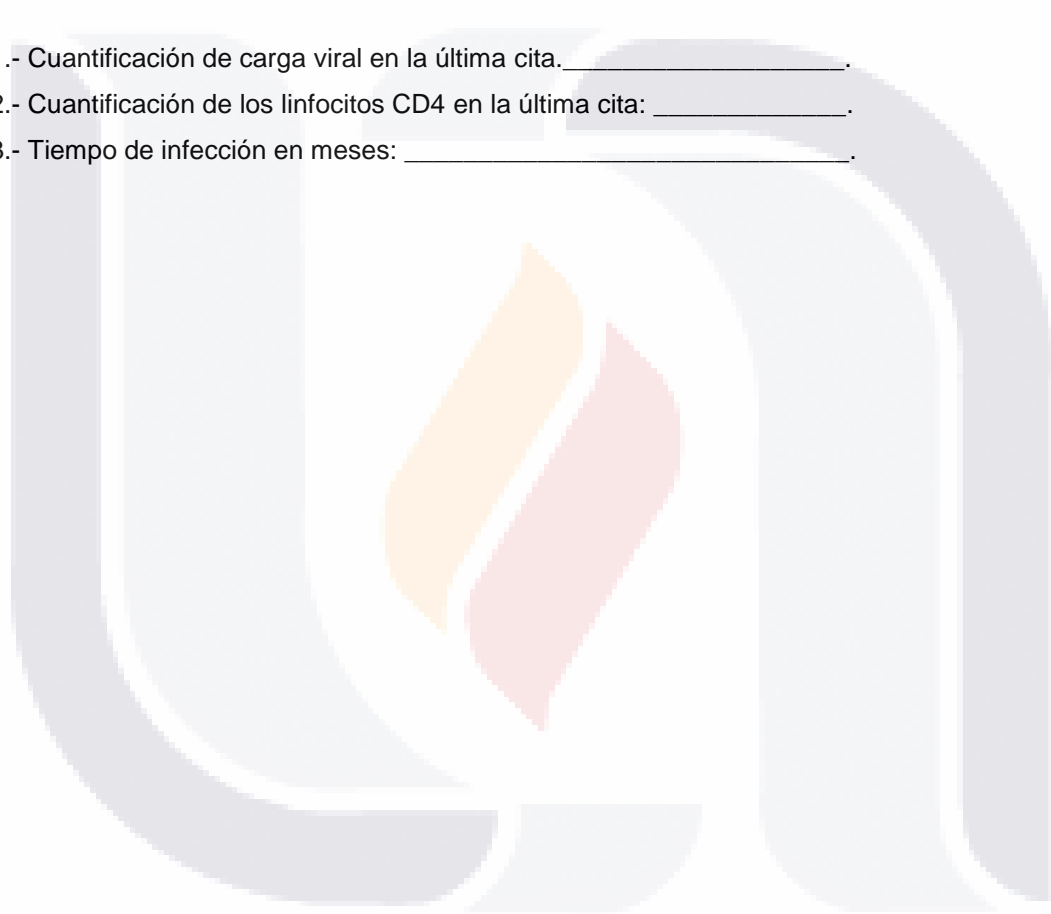 .- Cuantificación de carga viral en la última cita.___________________.
2.- Cuantificación de los linfocitos CD4 en la última cita: _____________.
3.- Tiempo de infección en meses: ______________________________.